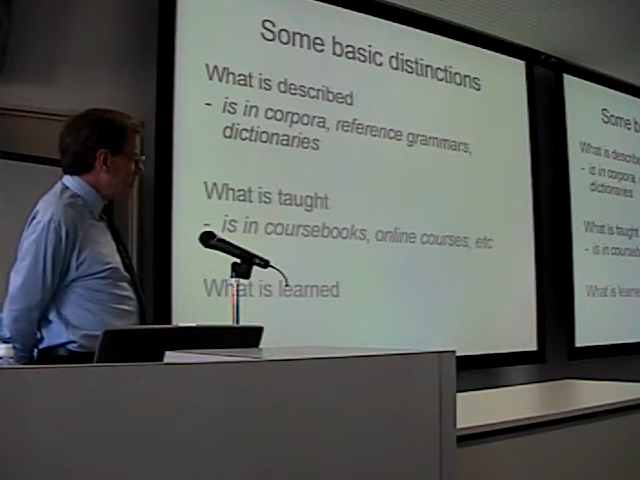 Some basic distinctions
What is described
- is in corpora, reference grammars,
dictionaries
What is taught
- is in coursebooks, online courses, etc
What is learned
Some b
What is describe
- is in corpora,
dictionaries
What is taught
- is in courseb
What is learne